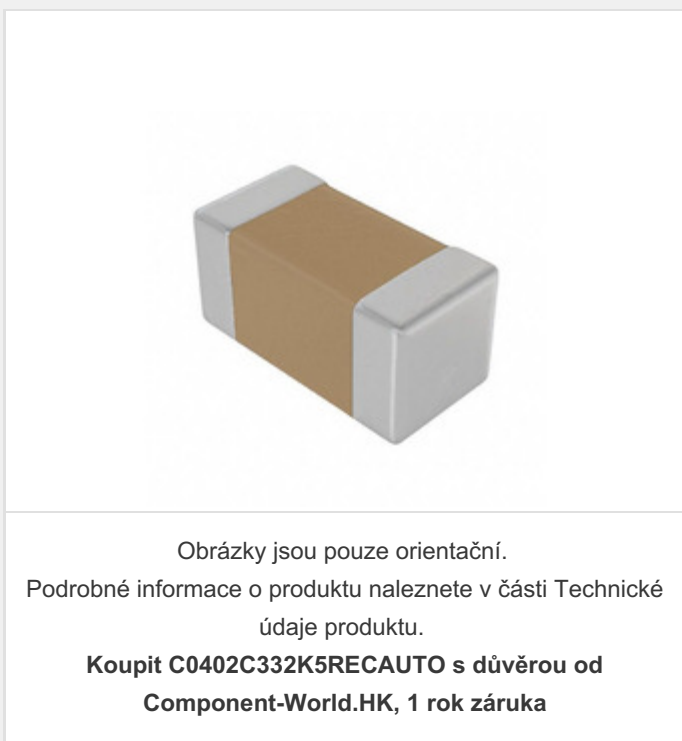 Obrázky jsou pouze orientační.
Podrobné informace o produktu naleznete v části Technické
údaje produktu.
Koupit C0402C332K5RECAUTO s důvěrou od
Component-World.HK, 1 rok záruka